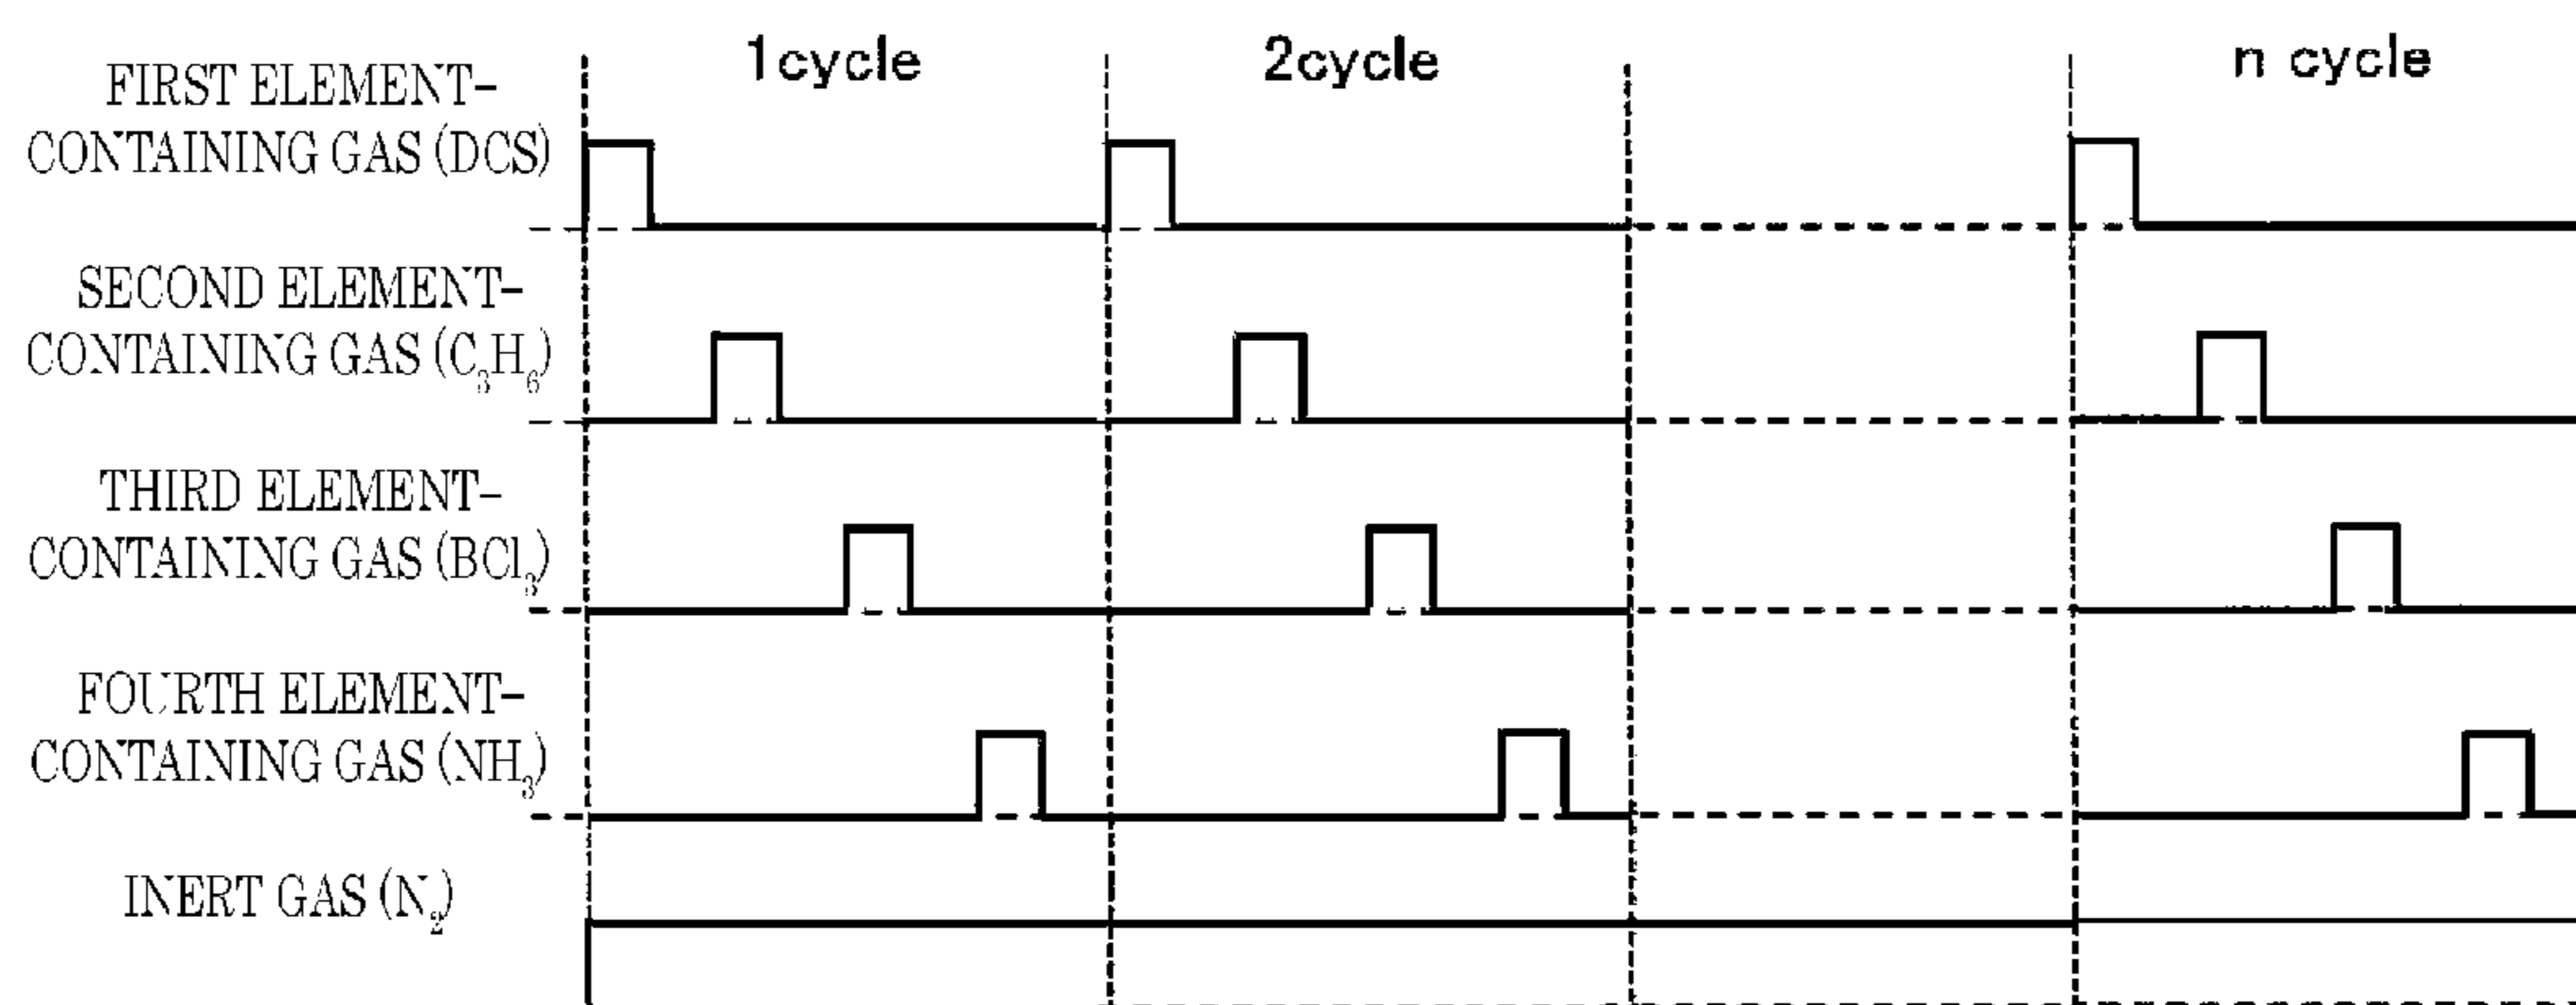 1cycle
2cycle
n cycle
FIRST ELEMENT–
CONTAINING GAS (DCS)
SECOND ELEMENT–
CONTAINING GAS (C₃H₆)
THIRD ELEMENT–
CONTAINING GAS (BCl₃)
FOURTH ELEMENT–
CONTAINING GAS (NH₃)
INERT GAS (N₂)